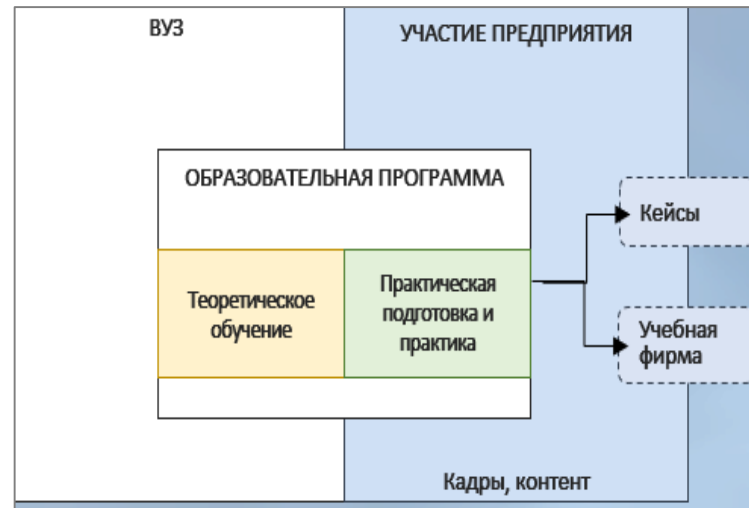 ВУЗ
УЧАСТИЕ ПРЕДПРИЯТИЯ
ОБРАЗОВАТЕЛЬНАЯ ПРОГРАММА
Теоретическое
обучение
Практическая
подготовка и
практика
Кейсы
Учебная
фирма
Кадры, контент